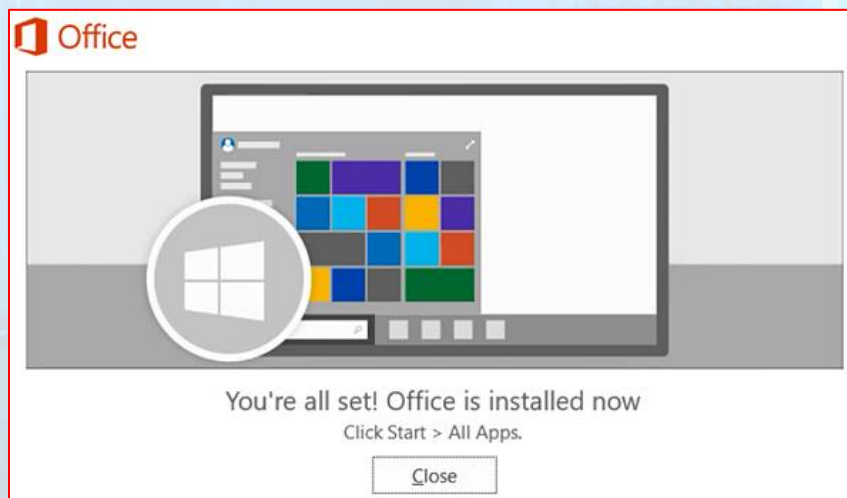 Office
You're all set! Office is installed now
Click Start > All Apps.
Close